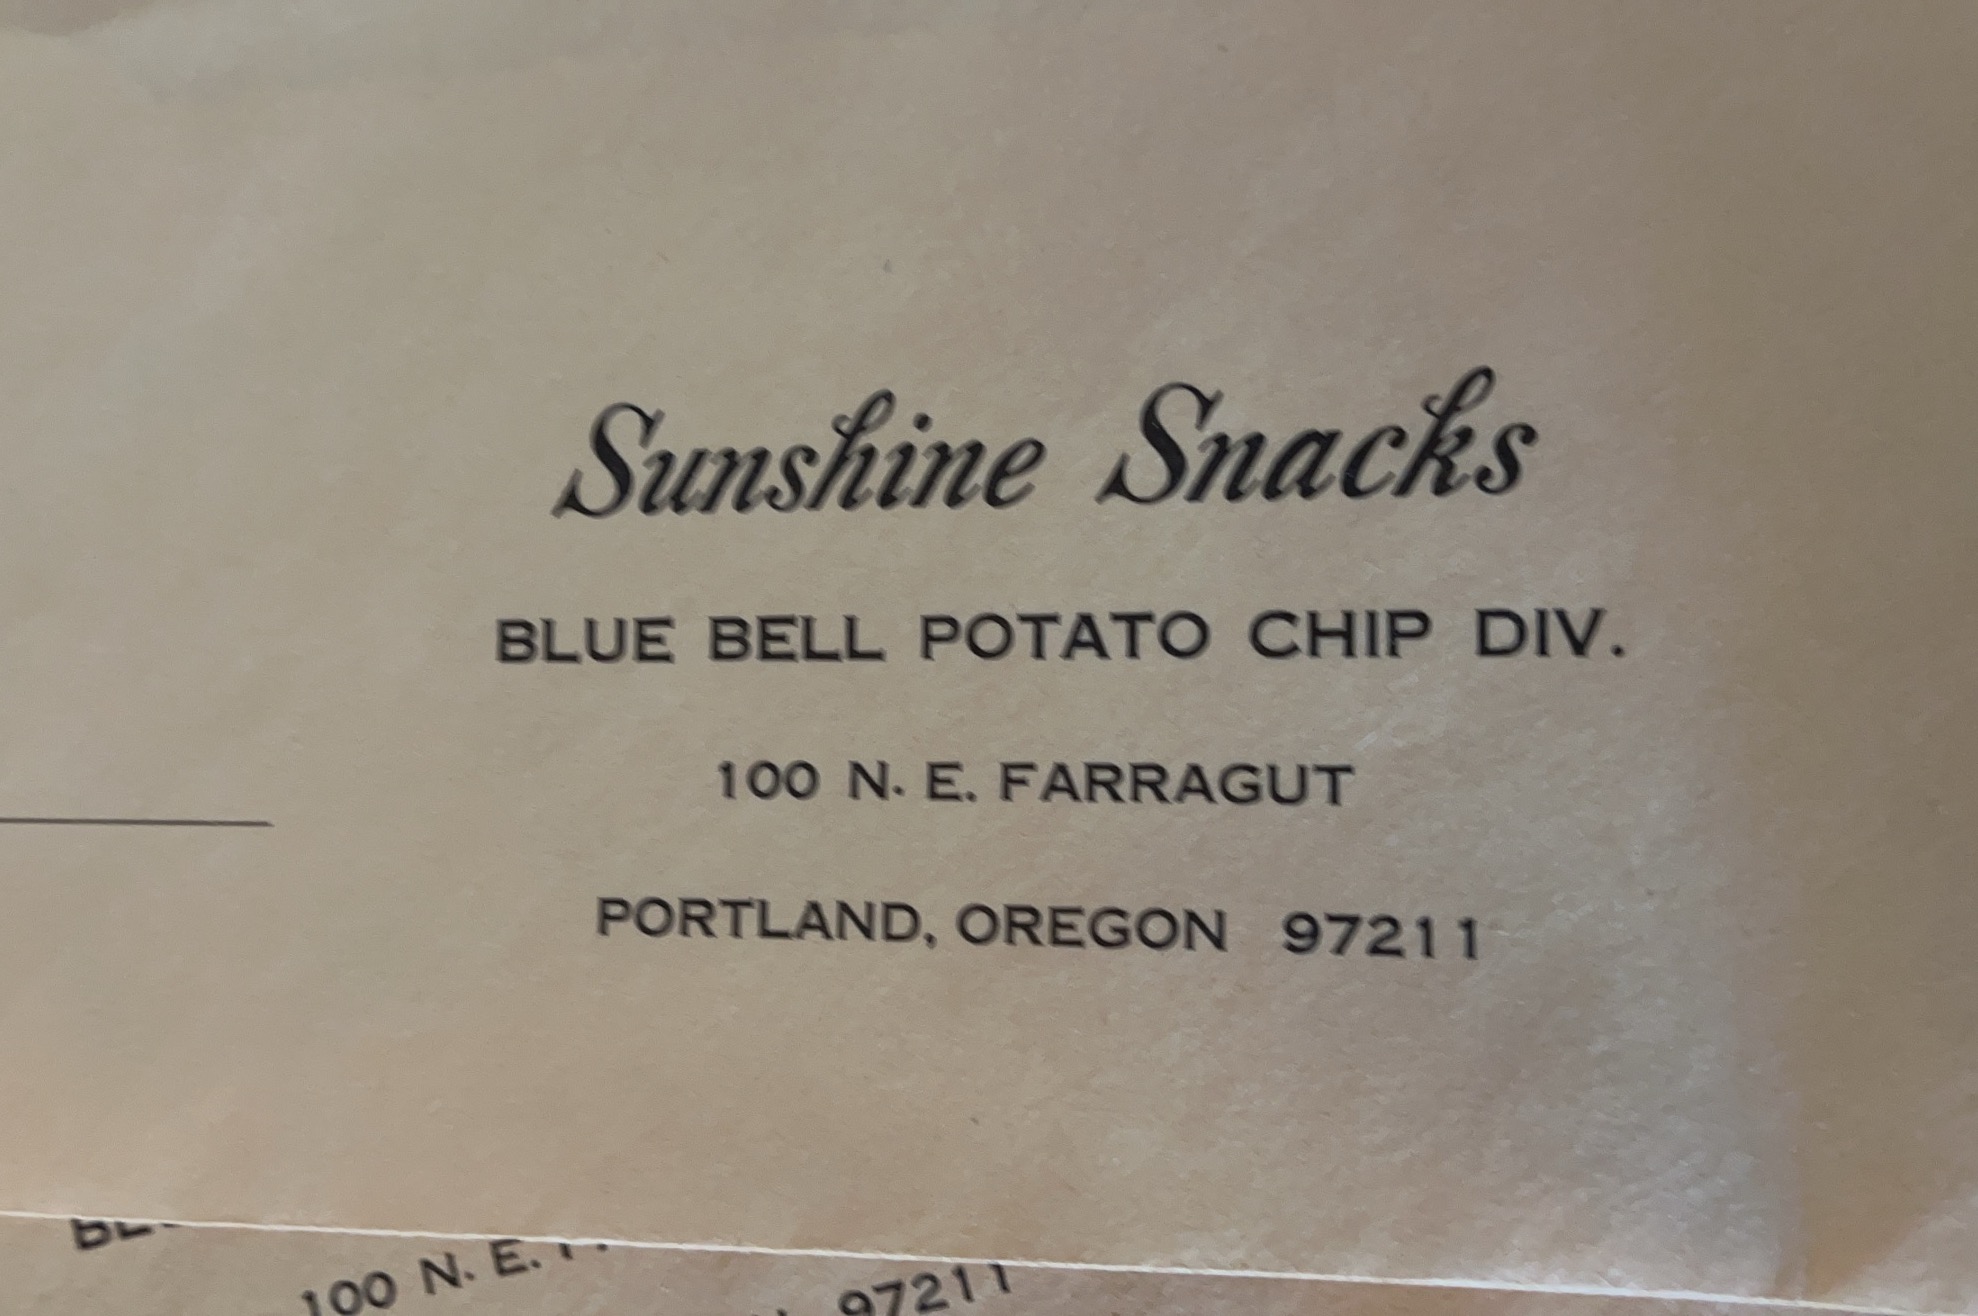 Sunshine Snacks
BLUE BELL POTATO CHIP DIV.
100 N. E. FARRAGUT
PORTLAND, OREGON 97211
100 N. E.
97211